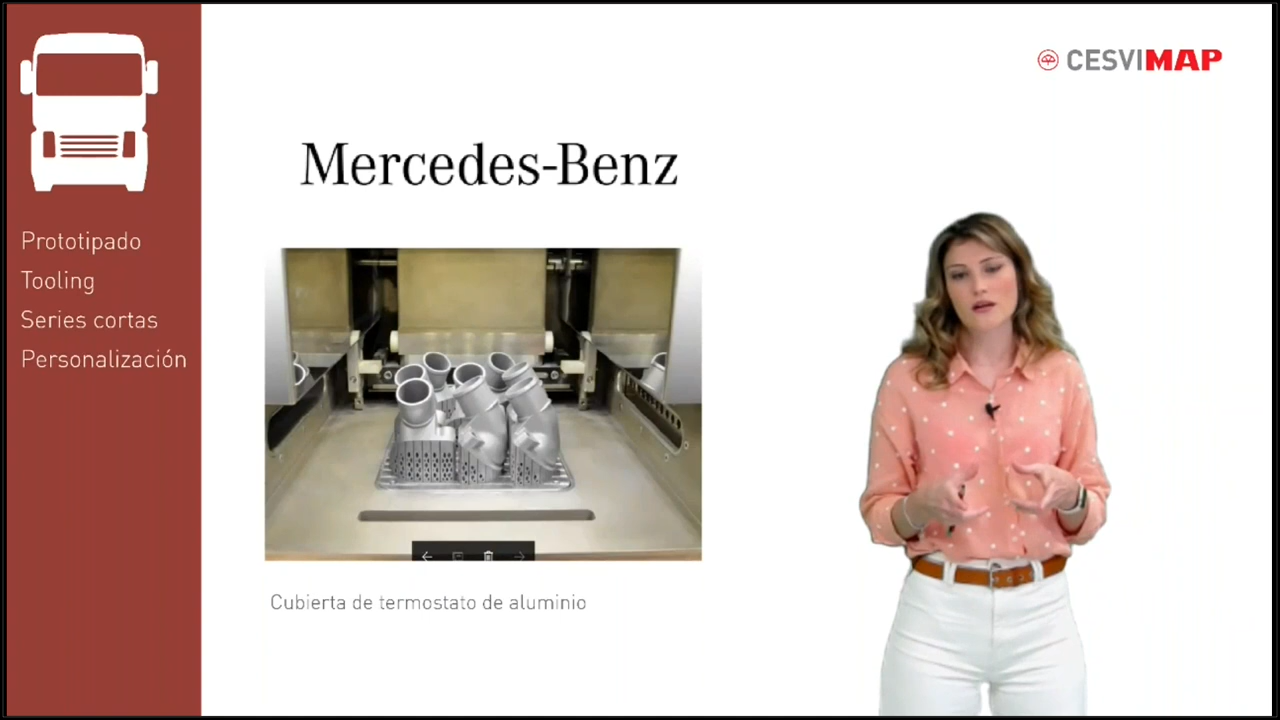 CESVIMAP
Mercedes-Benz
Prototipado
Tooling
Series cortas
Personalización
Cubierta de termostato de aluminio